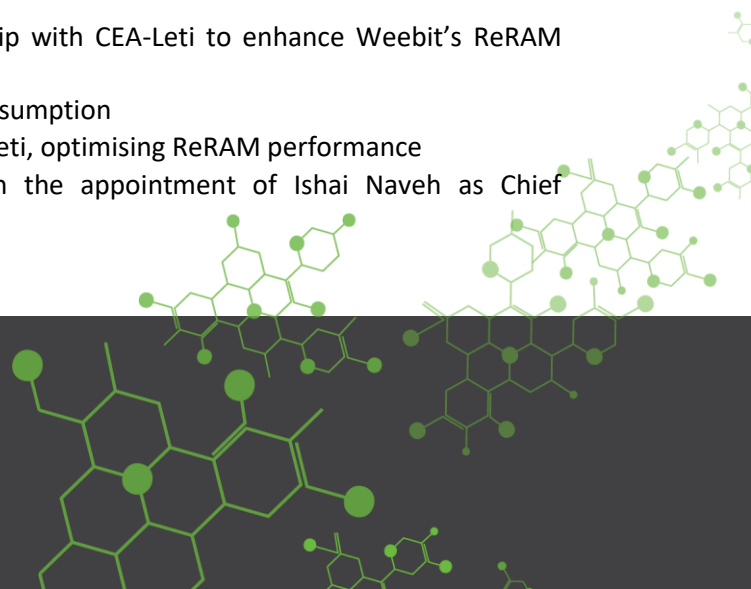 ip with CEA-Leti to enhance Weebit's ReRAM
sumption
eti, optimising ReRAM performance
the appointment of Ishai Naveh as Chief